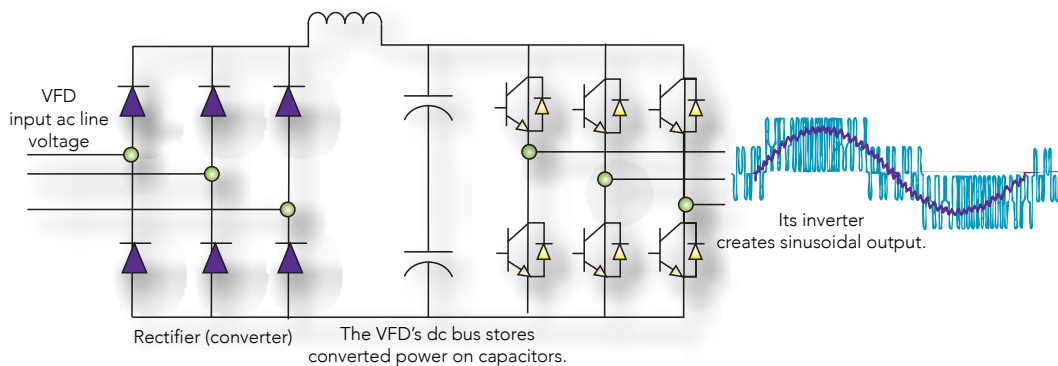 VFD
input ac line
voltage
Its inverter
creates sinusoidal output.
Rectifier (converter)
The VFD’s dc bus stores
converted power on capacitors.